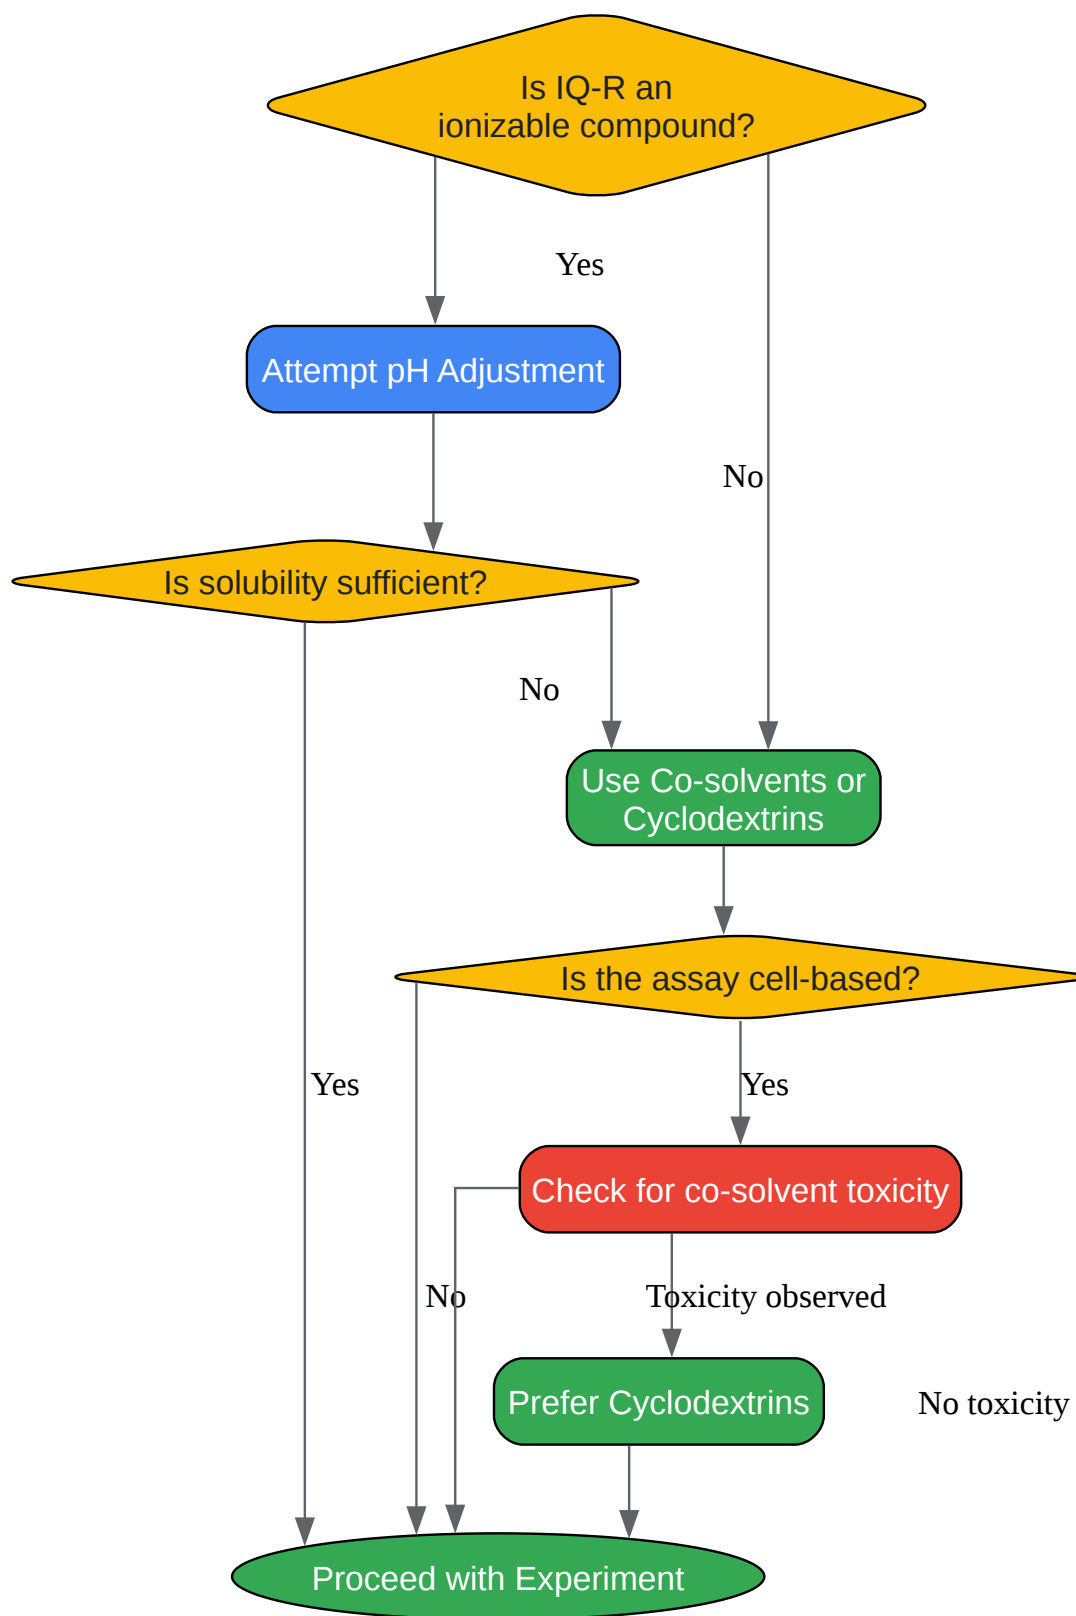 Is IQ-R an
ionizable compound?
Yes
Attempt pH Adjustment
No
Is solubility sufficient?
No
Use Co-solvents or
Cyclodextrins
Is the assay cell-based?
Yes
Yes
Check for co-solvent toxicity
No
Toxicity observed
Prefer Cyclodextrins
No toxicity
Proceed with Experiment